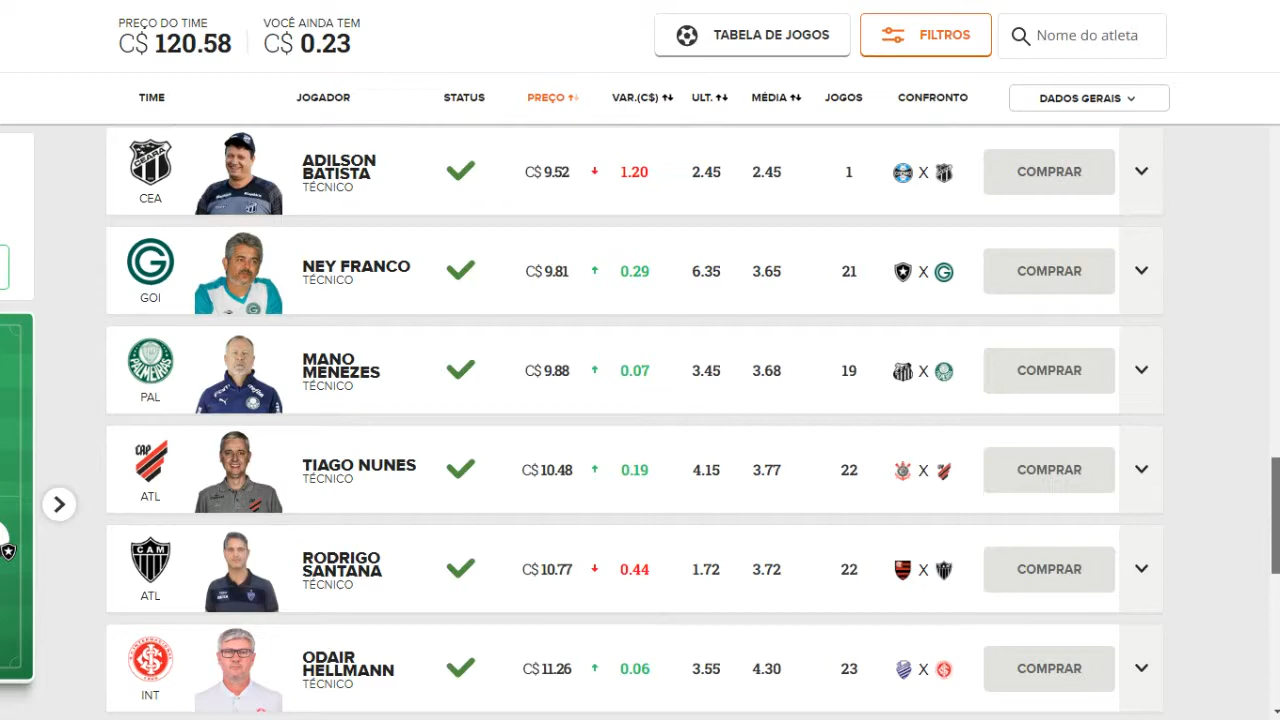 PREÇO DO TIME
C$ 120.58
VOCÊ AINDA TEM
C$ 0.23
TABELA DE JOGOS
FILTROS
Nome do atleta
TIME JOGADOR STATUS PREÇO VAR.(C$) ULT. MÉDIA JOGOS CONFRONTO DADOS GERAIS
CEARÁ
CEA
ADILSON
BATISTA
TÉCNICO
C$ 9.52 1.20 2.45 2.45 1 X COMPRAR
G
GOI
NEY FRANCO
TÉCNICO
C$ 9.81 0.29 6.35 3.65 21 X COMPRAR
PALMEIRAS
PAL
MANO
MENEZES
TÉCNICO
C$ 9.88 0.07 3.45 3.68 19 X COMPRAR
CAP
ATL
TIAGO NUNES
TÉCNICO
C$ 10.48 0.19 4.15 3.77 22 X COMPRAR
CAM
ATL
RODRIGO
SANTANA
TÉCNICO
C$ 10.77 0.44 1.72 3.72 22 X COMPRAR
INT
ODAIR
HELLMANN
TÉCNICO
C$ 11.26 0.06 3.55 4.30 23 X COMPRAR